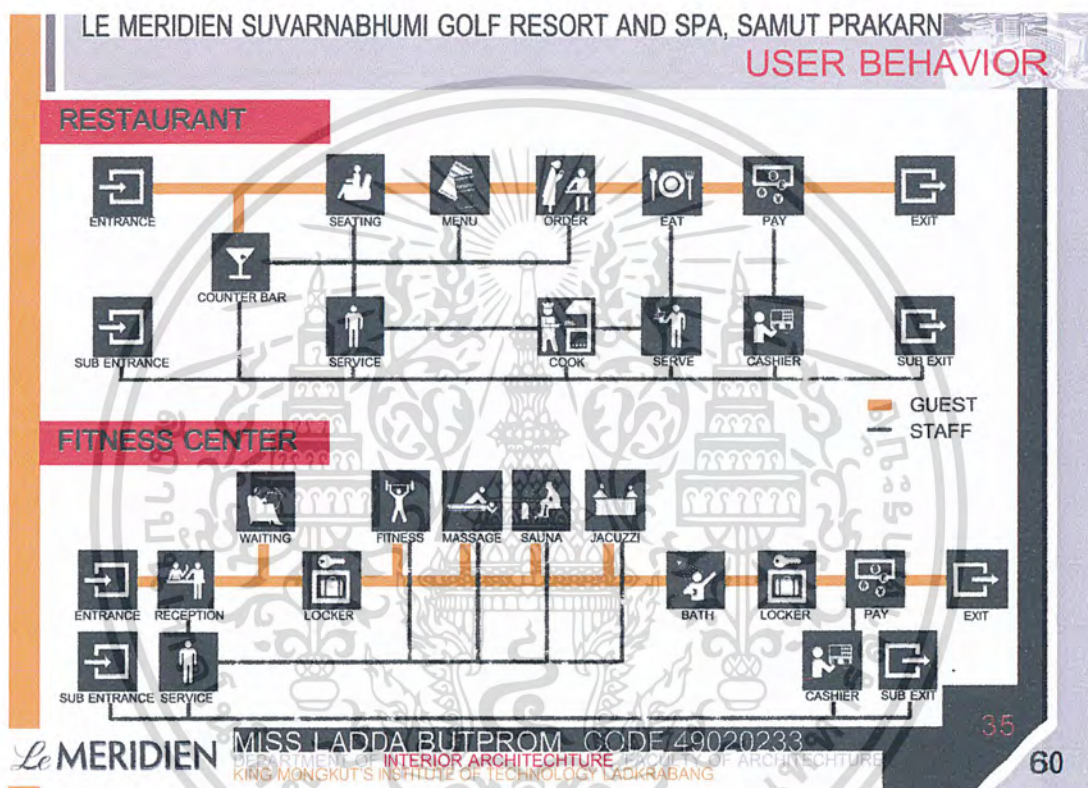 LE MERIDIEN SUVARNABHUMI GOLF RESORT AND SPA, SAMUT PRAKARN
USER BEHAVIOR
RESTAURANT
ENTRANCE SEATING MENU ORDER EAT PAY EXIT
COUNTER BAR
SUB ENTRANCE SERVICE COOK SERVE CASHIER SUB EXIT
GUEST
STAFF
FITNESS CENTER
WAITING FITNESS MASSAGE SAUNA JACUZZI
ENTRANCE RECEPTION LOCKER BATH LOCKER PAY EXIT
SUB ENTRANCE SERVICE CASHIER SUB EXIT
35
Le MERIDIEN MISS LADDA BUTPROM CODE 49020233
DEPARTMENT OF INTERIOR ARCHITECHTURE FACULTY OF ARCHITECHTURE
KING MONGKUT'S INSTITUTE OF TECHNOLOGY LADKRABANG
60